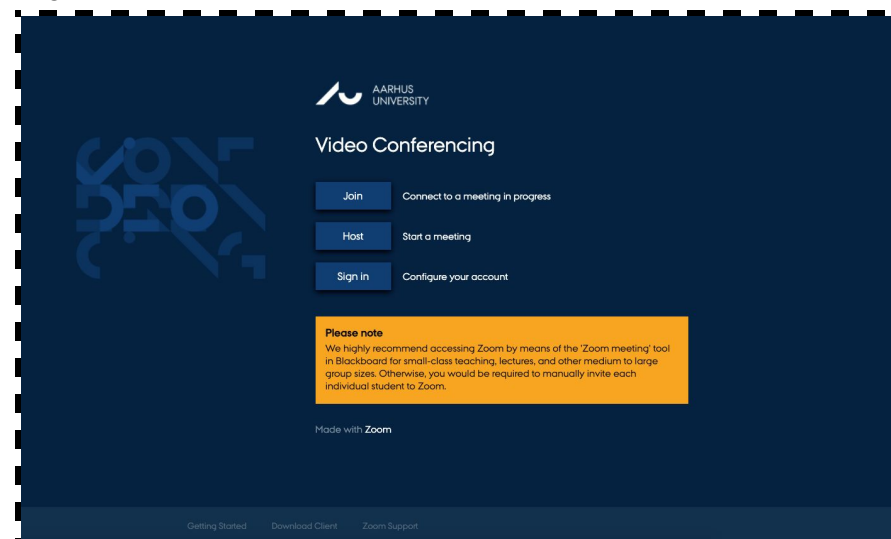 AARHUS
UNIVERSITY
Video Conferencing
Join Connect to a meeting in progress
Host Start a meeting
Sign in Configure your account
Please note
We highly recommend accessing Zoom by means of the 'Zoom meeting' tool
in Blackboard for small-class teaching, lectures, and other medium to large
group sizes. Otherwise, you would be required to manually invite each
individual student to Zoom.
Made with Zoom
Getting Started Download Client Zoom Support